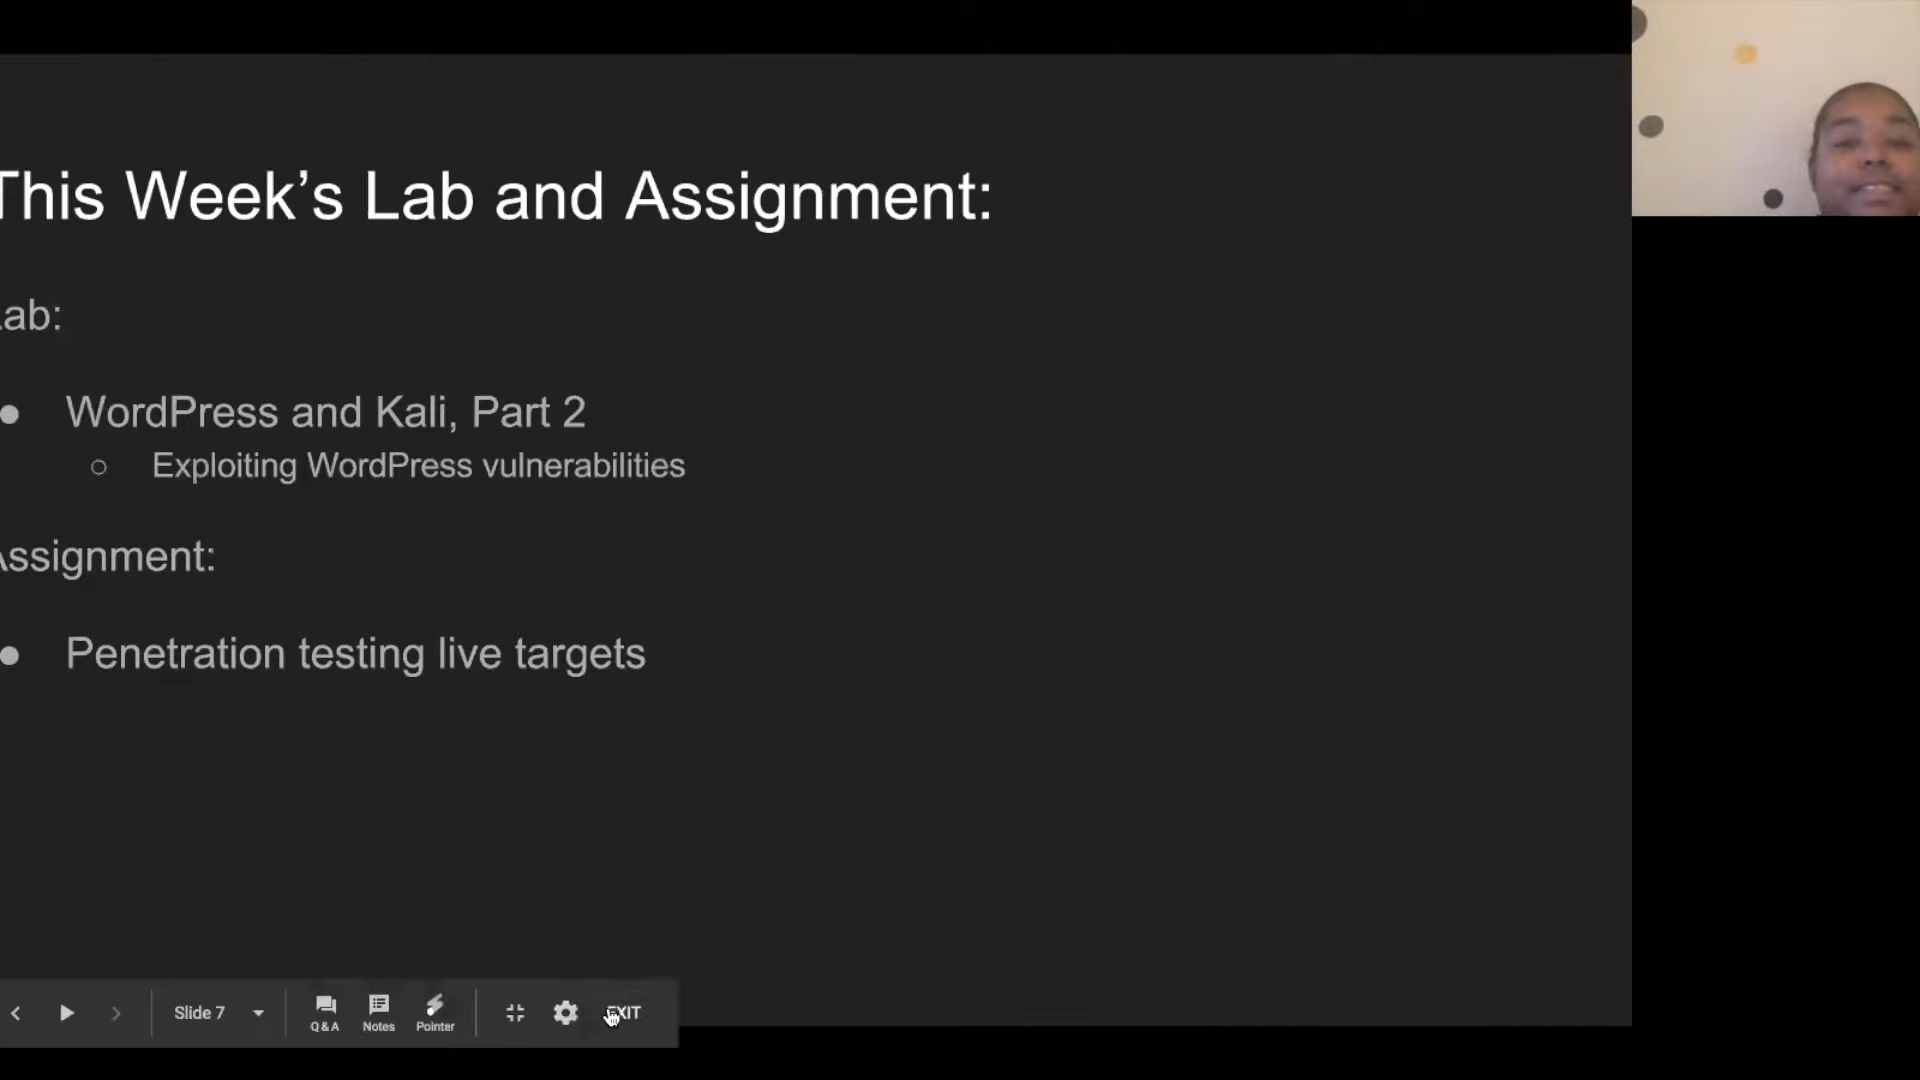 This Week’s Lab and Assignment:
Lab:
● WordPress and Kali, Part 2
○ Exploiting WordPress vulnerabilities
Assignment:
● Penetration testing live targets
Slide 7
Q&A Notes Pointer
EXIT